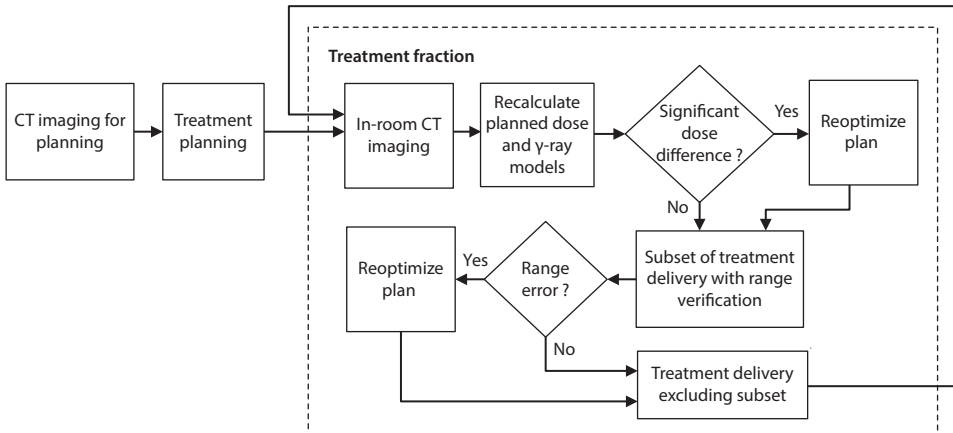 Treatment fraction
CT imaging for
planning
Treatment
planning
In-room CT
imaging
Recalculate
planned dose
and γ-ray
models
Significant
dose
difference ?
Yes
Reoptimize
plan
No
Subset of treatment
delivery with range
verification
Range
error ?
Yes
Reoptimize
plan
No
Treatment delivery
excluding subset